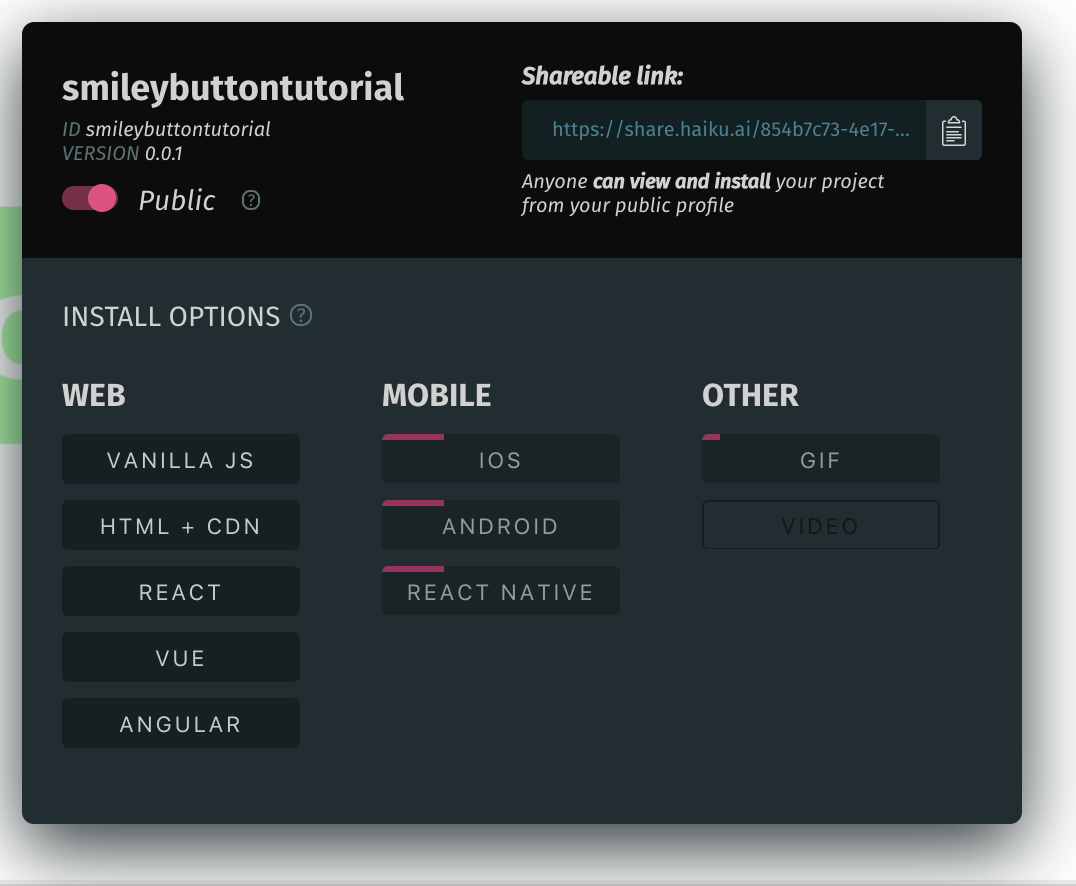 smileybuttontutorial
ID smileybuttontutorial
VERSION 0.0.1
Public ?
Shareable link:
https://share.haiku.ai/854b7c73-4e17-...
Anyone can view and install your project
from your public profile
INSTALL OPTIONS ?
WEB
VANILLA JS
HTML + CDN
REACT
VUE
ANGULAR
MOBILE
IOS
ANDROID
REACT NATIVE
OTHER
GIF
VIDEO